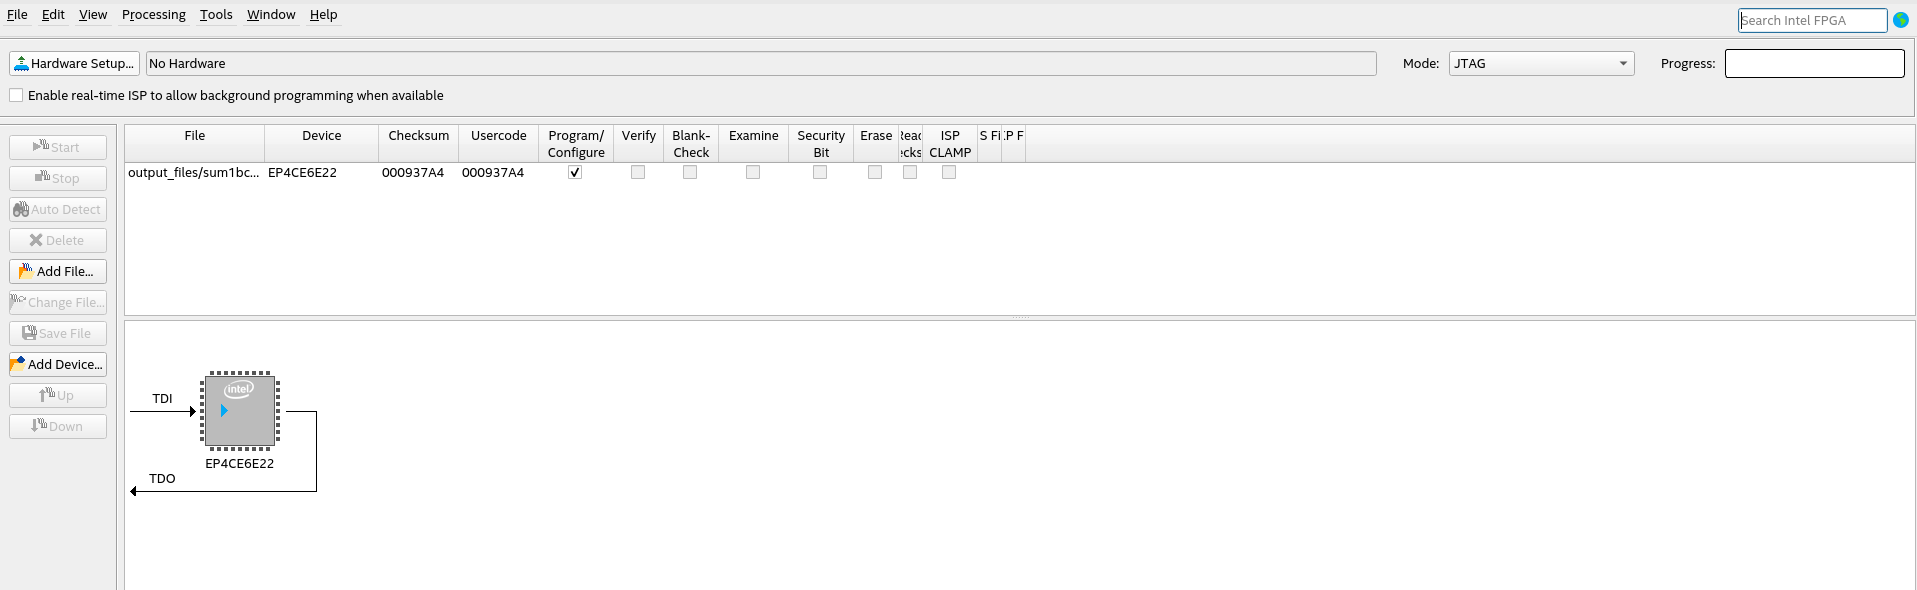 File Edit View Processing Tools Window Help
Search Intel FPGA
Hardware Setup... No Hardware Mode: JTAG Progress:
Enable real-time ISP to allow background programming when available
Start
Stop
Auto Detect
Delete
Add File...
Change File...
Save File
Add Device...
Up
Down
File Device Checksum Usercode Program/ Verify Blank- Examine Security Erase ISP
Configure Check Bit CLAMP
output_files/sum1bc... EP4CE6E22 000937A4 000937A4
TDI
intel
EP4CE6E22
TDO